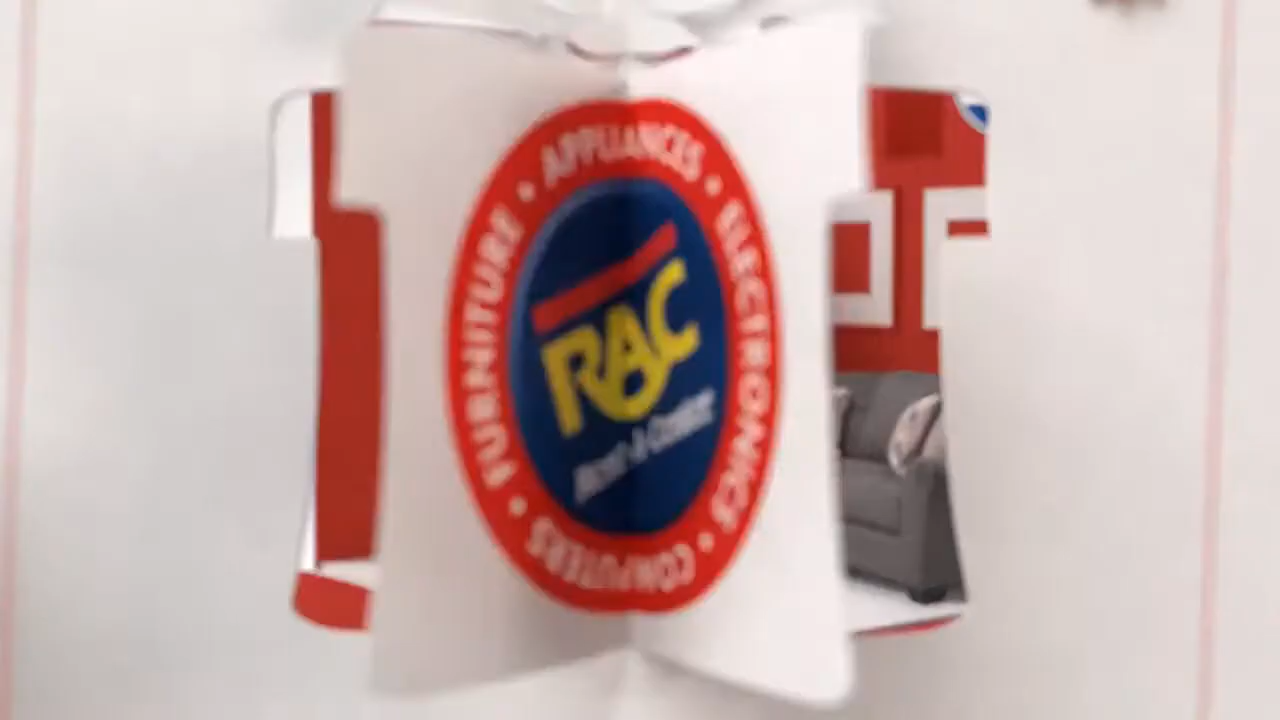 APPLIANCES • ELECTRONICS • COMPUTERS • FURNITURE •
RAC
Rent-A-Center